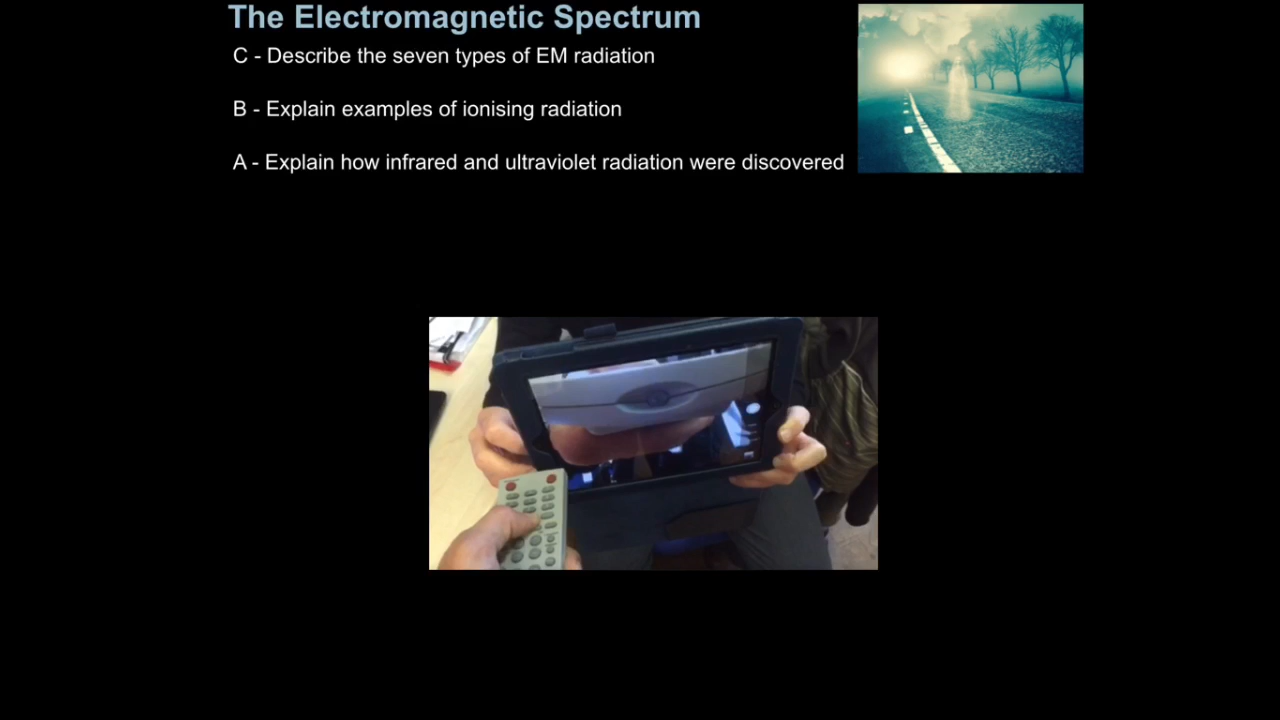 The Electromagnetic Spectrum
C - Describe the seven types of EM radiation
B - Explain examples of ionising radiation
A - Explain how infrared and ultraviolet radiation were discovered